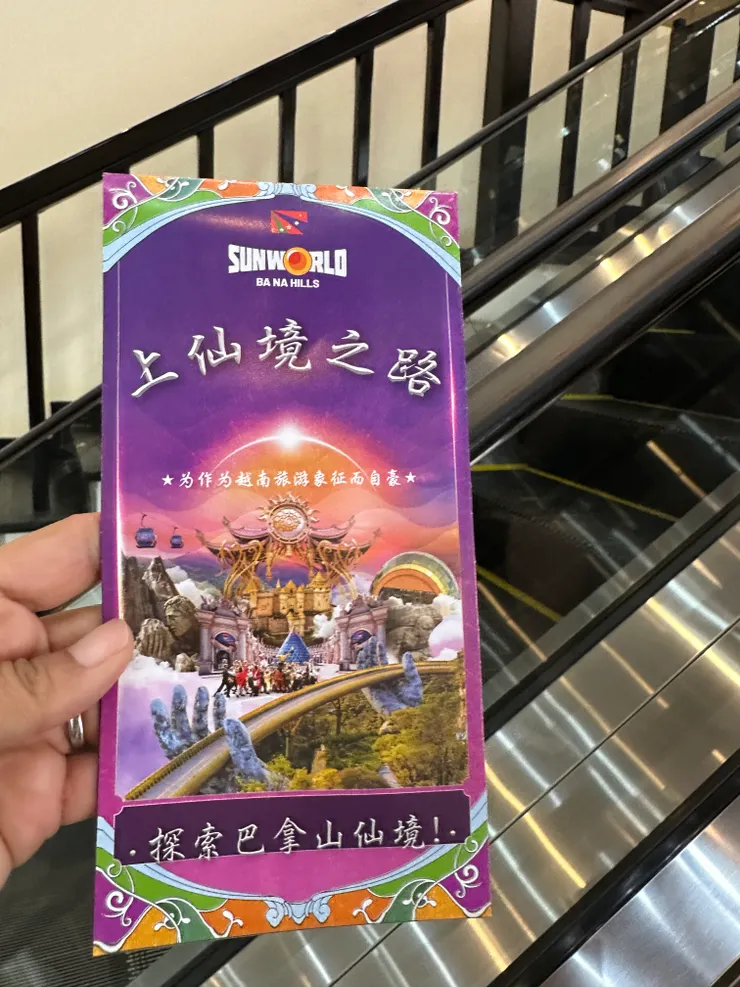 SUNWORLD
BA NA HILLS
上仙境之路
★为作为越南旅游象征而自豪★
·探索巴拿山仙境!·